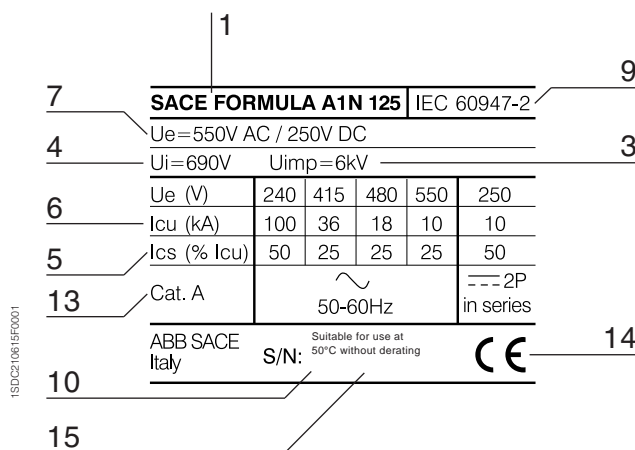 1
9
SACE FORMULA A1N 125 IEC 60947-2
7
Ue=550V AC / 250V DC
4
Ui=690V Uimp=6kV
3
Ue (V) 240 415 480 550 250
6
Icu (kA) 100 36 18 10 10
5
Ics (% Icu) 50 25 25 25 50
13
Cat. A 50-60Hz 2P
in series
ABB SACE
Italy
S/N:
Suitable for use at
50°C without derating
CE
14
10
15
1SDC210615F0001